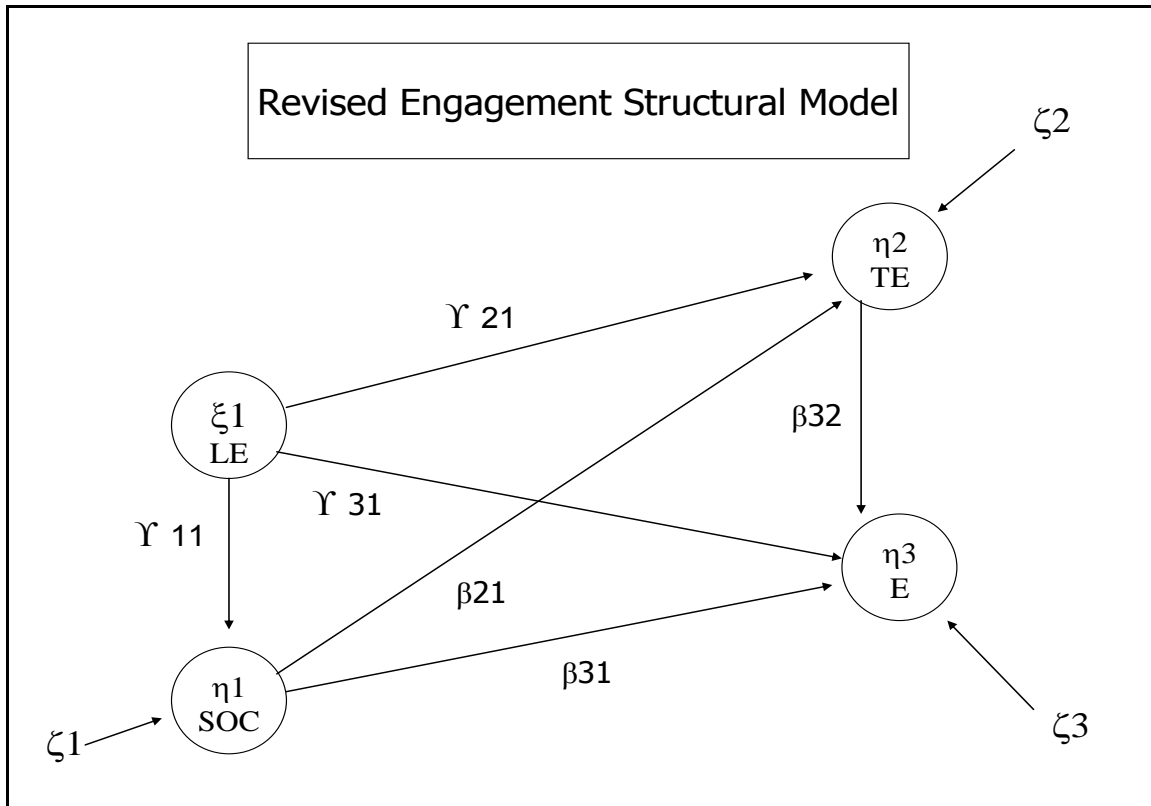 Revised Engagement Structural Model
ζ2
η2
TE
ϒ 21
ξ1
LE
β32
ϒ 31
ϒ 11
η3
E
β21
β31
η1
SOC
ζ1
ζ3